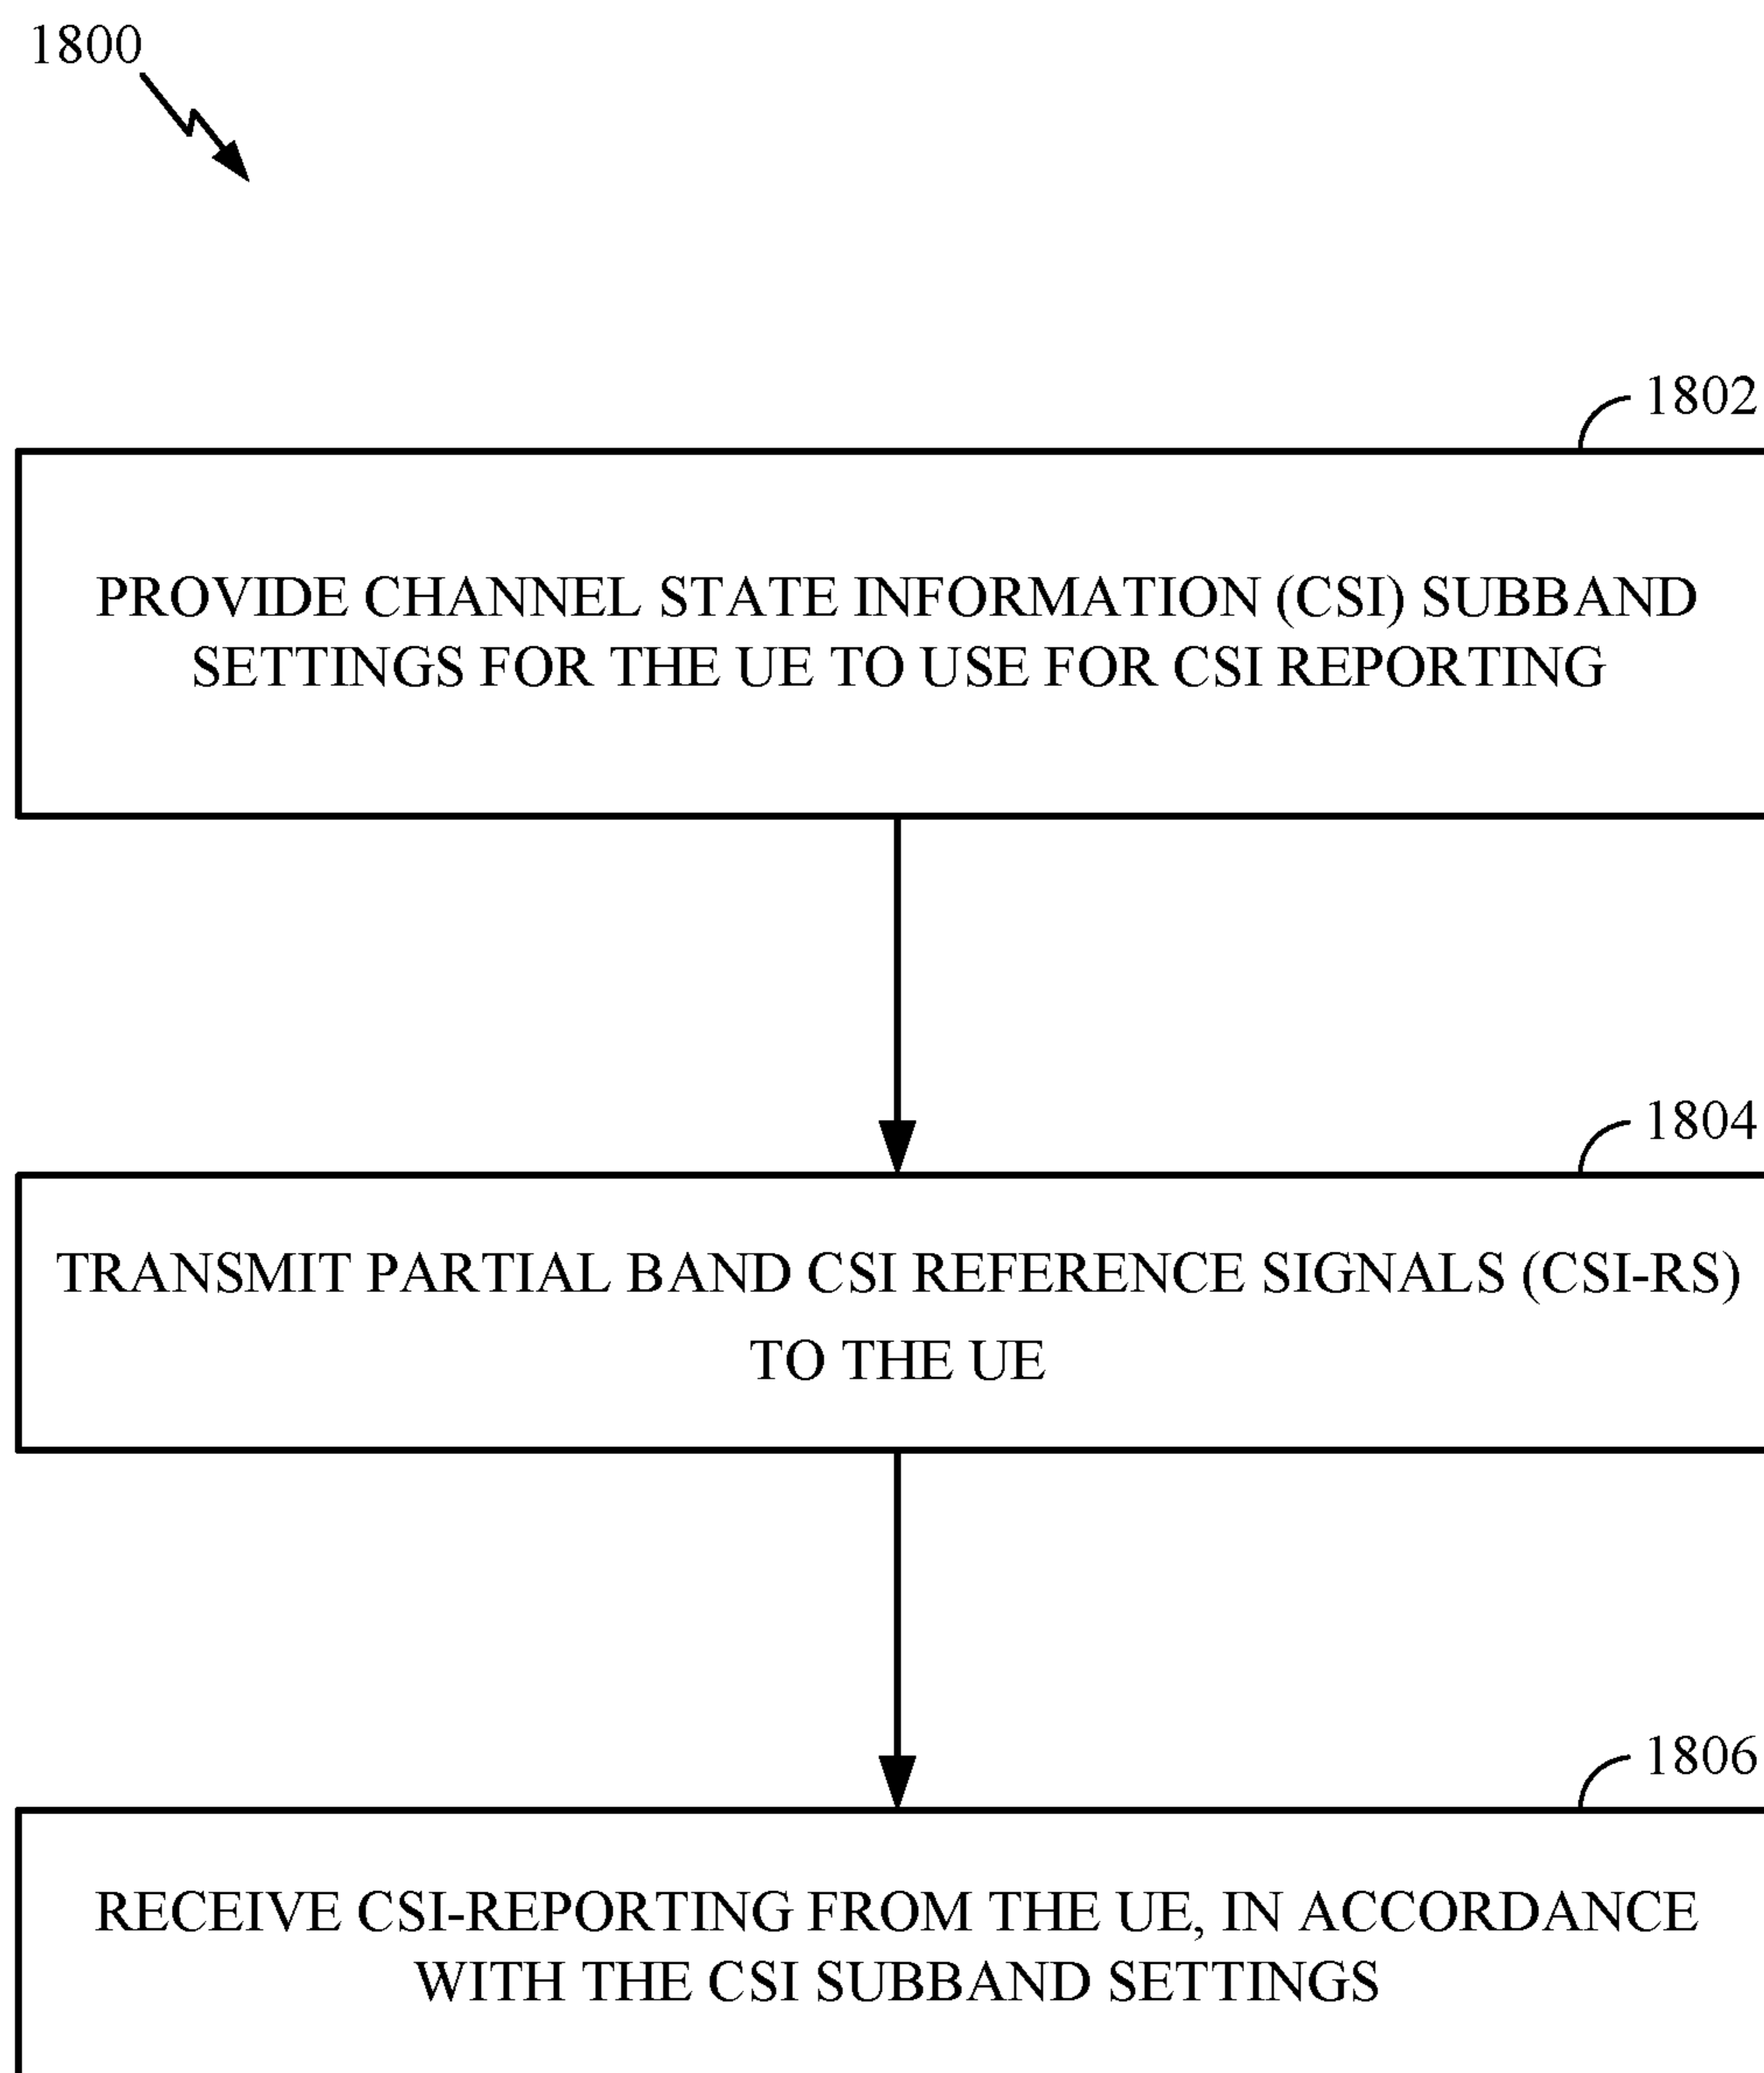 1800
1802
PROVIDE CHANNEL STATE INFORMATION (CSI) SUBBAND
SETTINGS FOR THE UE TO USE FOR CSI REPORTING
1804
TRANSMIT PARTIAL BAND CSI REFERENCE SIGNALS (CSI-RS)
TO THE UE
1806
RECEIVE CSI-REPORTING FROM THE UE, IN ACCORDANCE
WITH THE CSI SUBBAND SETTINGS